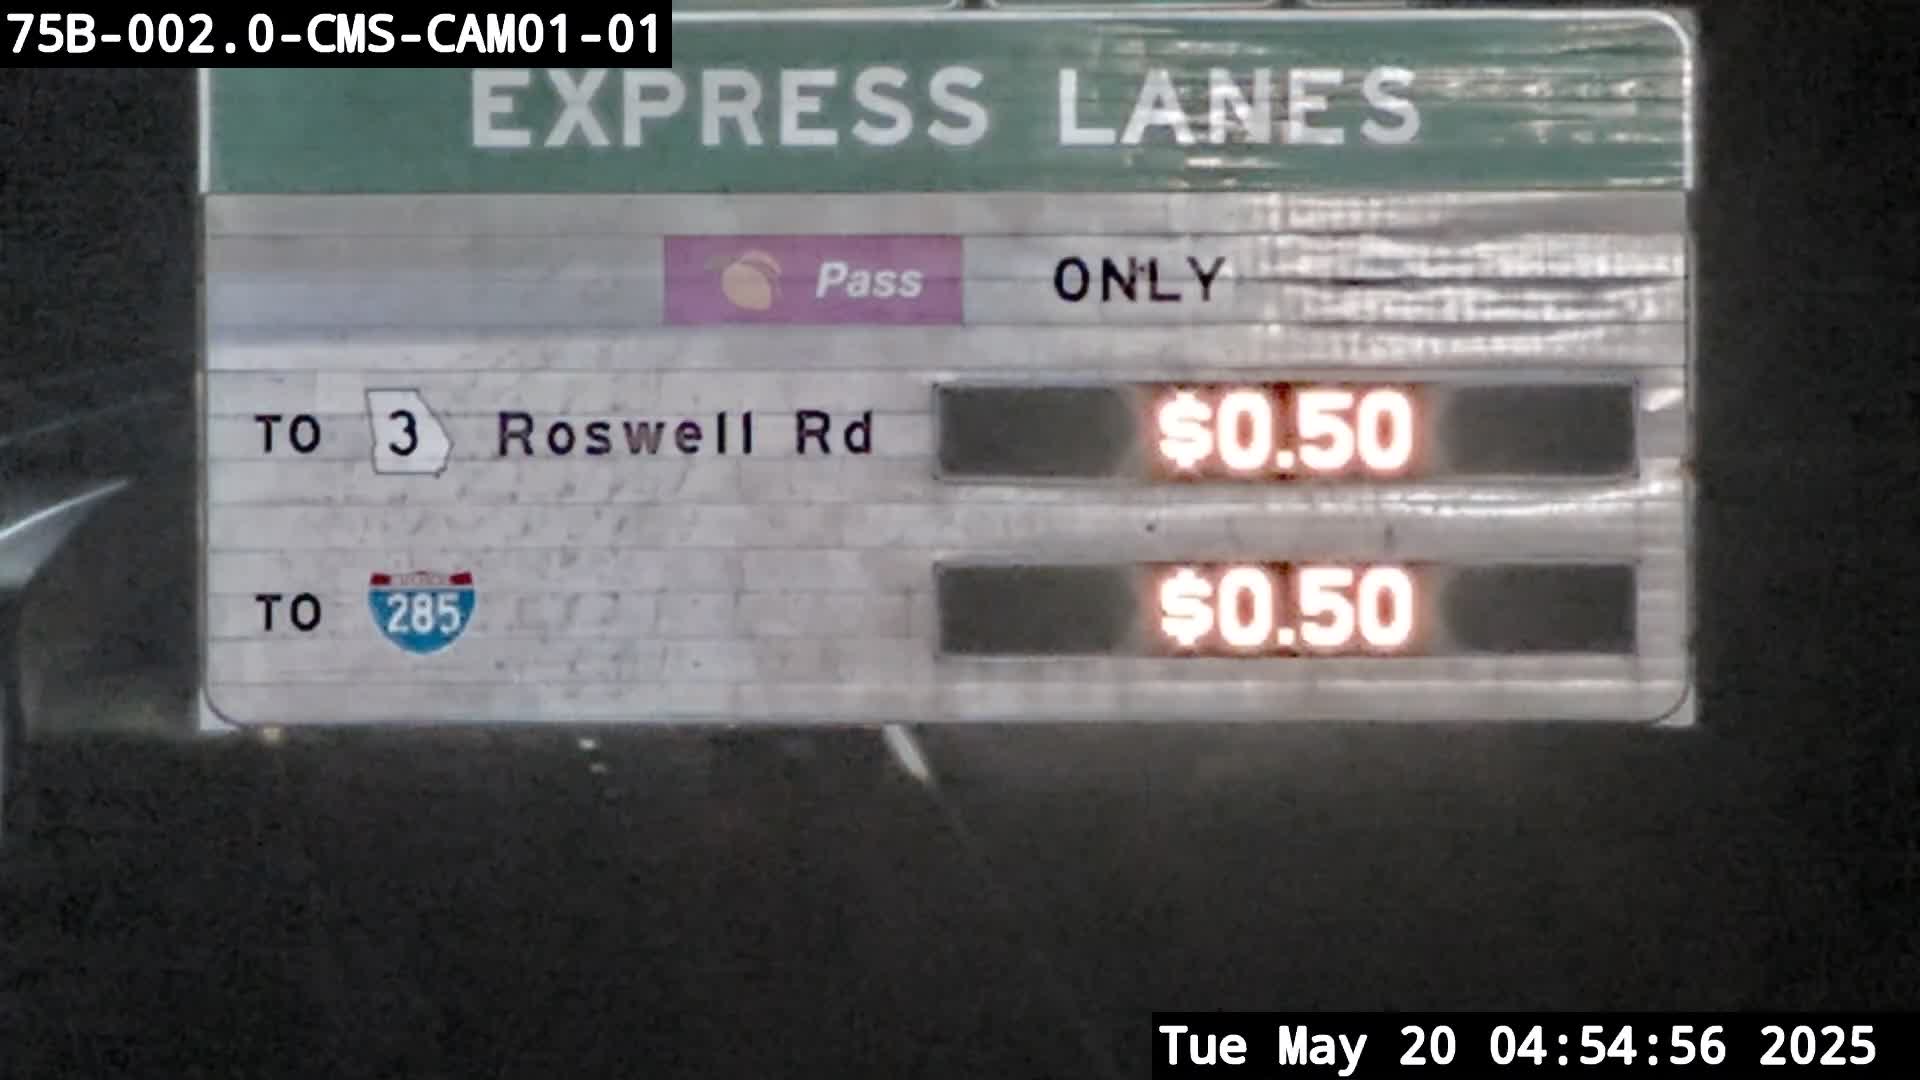 75B-002.0-CMS-CAM01-01
EXPRESS LANES
Pass ONLY
TO 3 Roswell Rd $0.50
TO 285 $0.50
Tue May 20 04:54:56 2025